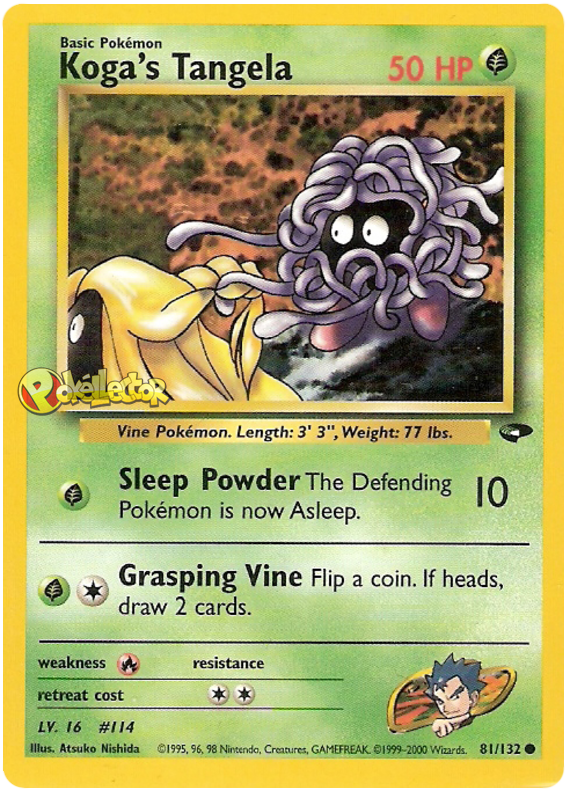 Basic Pokémon
Koga's Tangela 50 HP
Pokéllector
Vine Pokémon. Length: 3' 3", Weight: 77 lbs.
Sleep Powder The Defending 10
Pokémon is now Asleep.
Grasping Vine Flip a coin. If heads,
draw 2 cards.
weakness resistance
retreat cost
LV. 16 #114
Illus. Atsuko Nishida ©1995, 96, 98 Nintendo, Creatures, GAMEFREAK. ©1999-2000 Wizards. 81/132